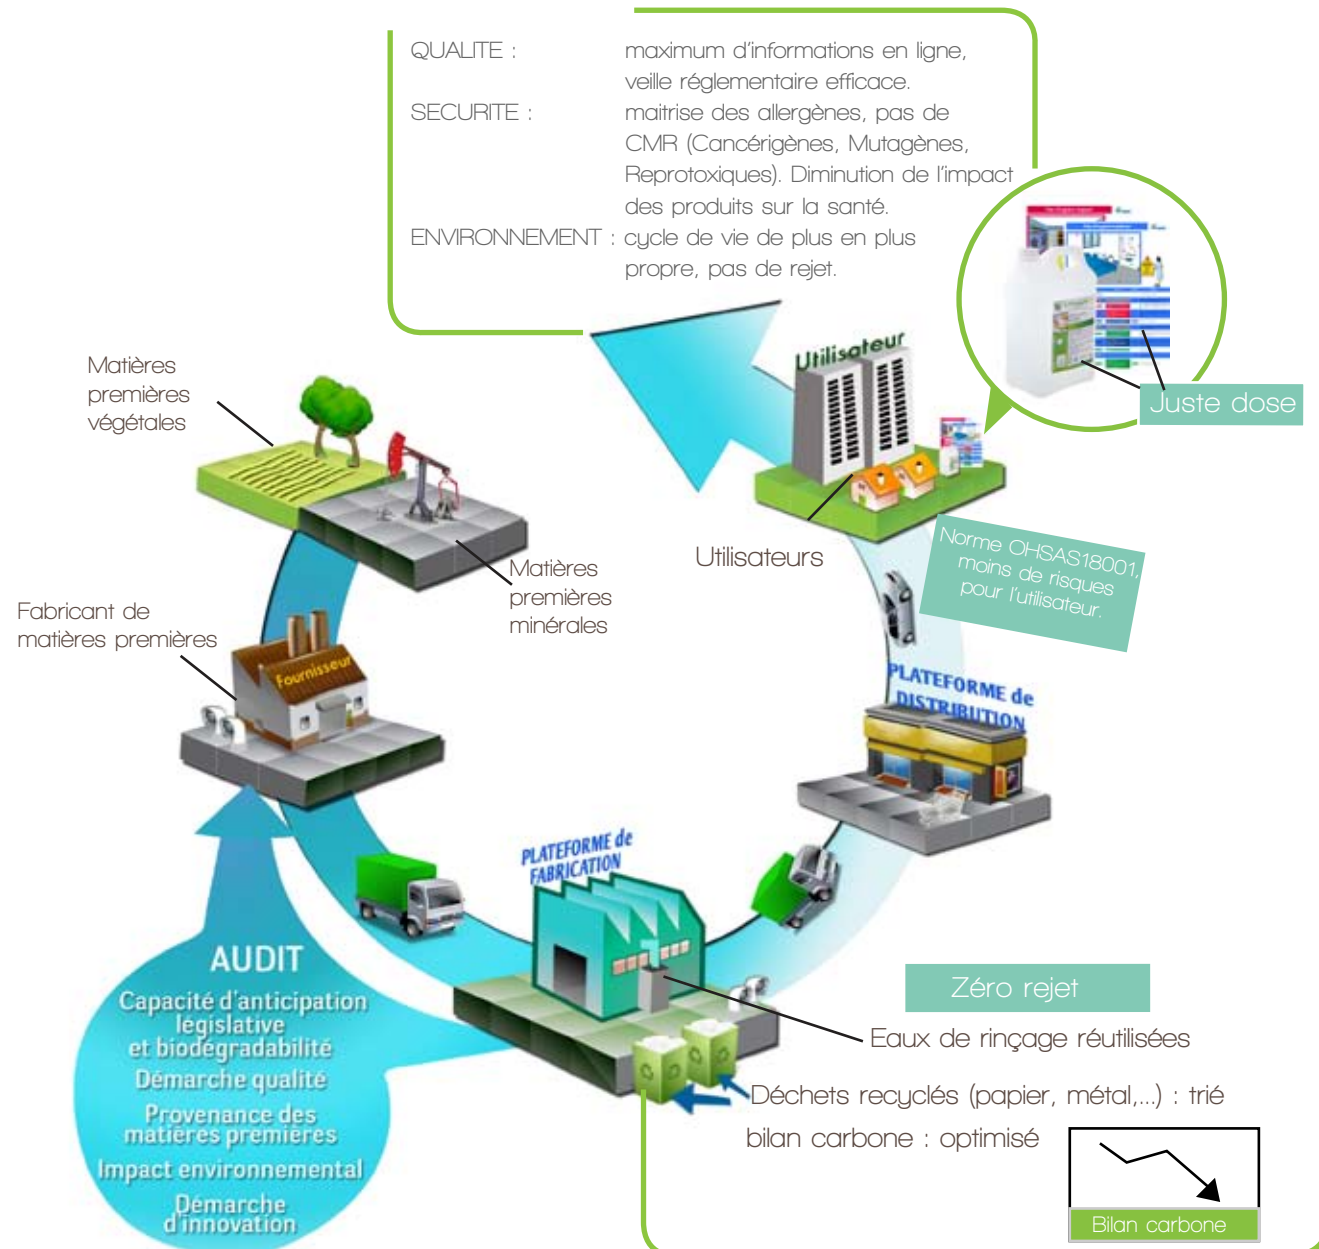 QUALITE : maximum d'informations en ligne,
veille réglementaire efficace.
SECURITE : maitrise des allergènes, pas de
CMR (Cancérigènes, Mutagènes,
Reprotoxiques). Diminution de l'impact
des produits sur la santé.
ENVIRONNEMENT : cycle de vie de plus en plus
propre, pas de rejet.
Juste dose
Matières
premières
végétales
Utilisateur
Utilisateurs
Norme OHSAS18001,
moins de risques
pour l'utilisateur.
Matières
premières
minérales
Fabricant de
matières premières
Fournisseur
PLATEFORME de
DISTRIBUTION
PLATEFORME de
FABRICATION
AUDIT
Capacité d'anticipation
législative
et biodégradabilité
Démarche qualité
Provenance des
matières premières
Impact environnemental
Démarche
d'innovation
Zéro rejet
Eaux de rinçage réutilisées
Déchets recyclés (papier, métal,...) : trié
bilan carbone : optimisé
Bilan carbone